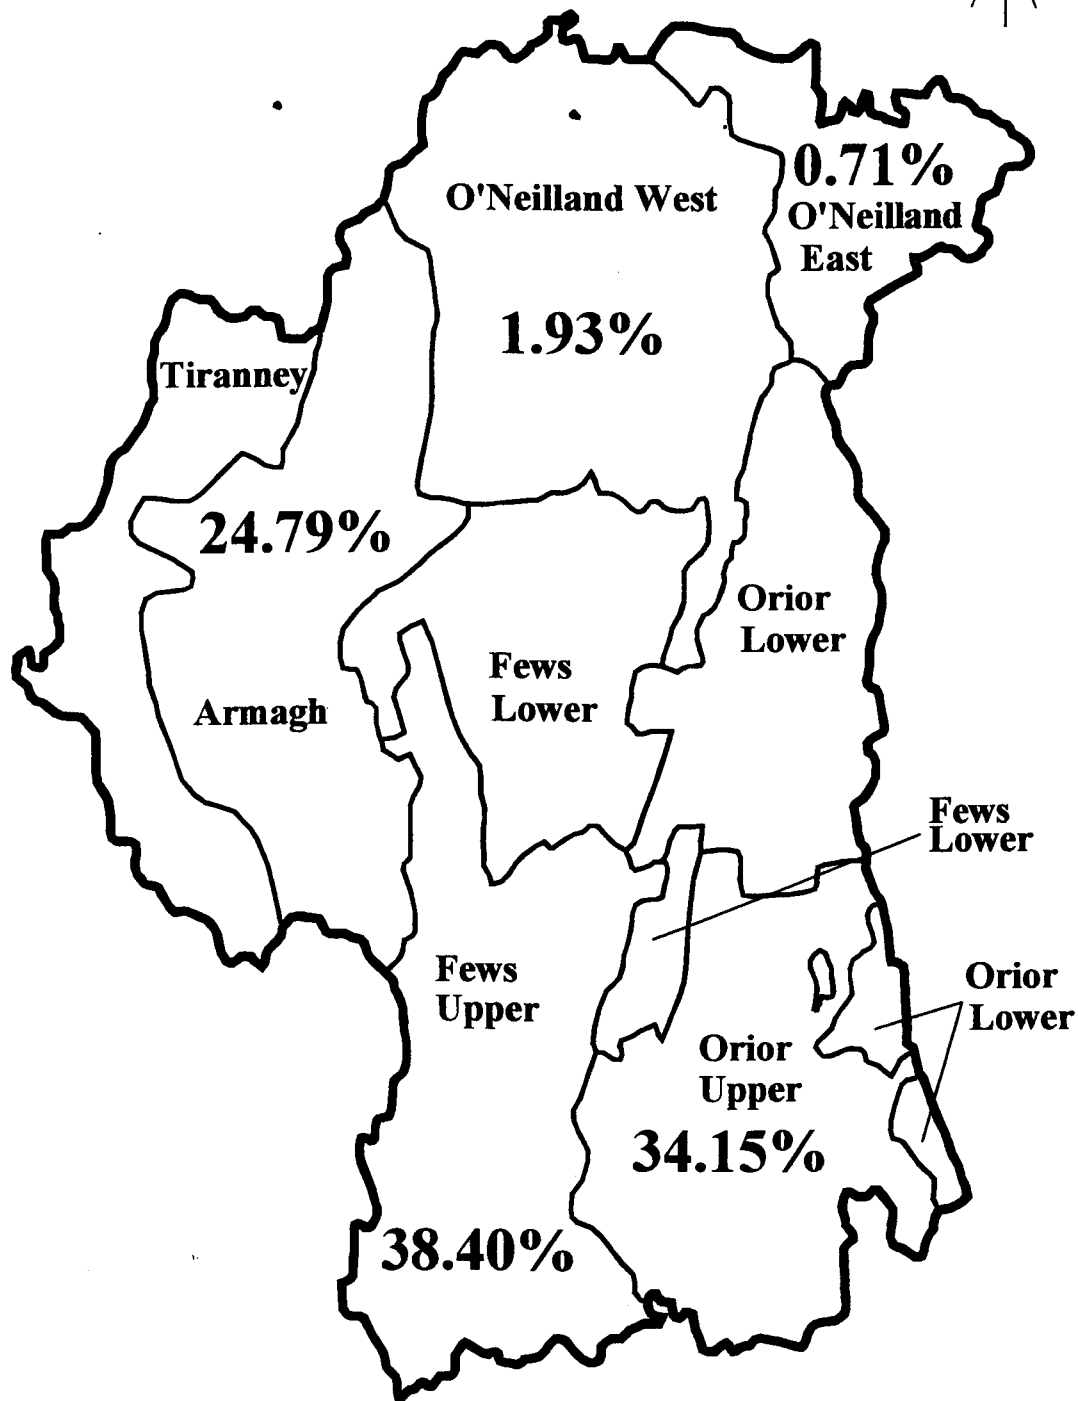 0.71%
O'Neilland West
O'Neilland
East
1.93%
Tiranney
24.79%
Orior
Lower
Fews
Lower
Armagh
Fews
Lower
Fews
Upper
Orior
Lower
Orior
Upper
34.15%
38.40%